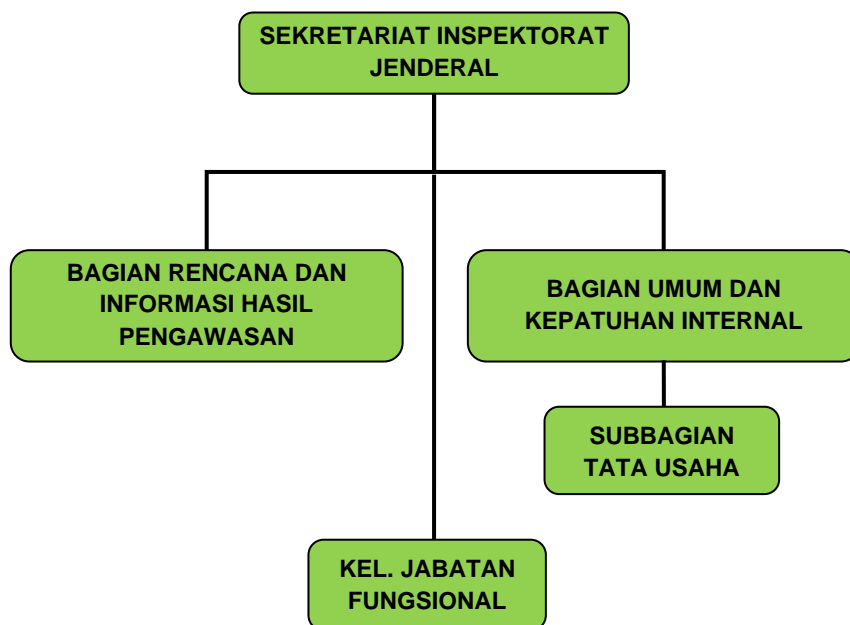 SEKRETARIAT INSPEKTORAT
JENDERAL
BAGIAN RENCANA DAN
INFORMASI HASIL
PENGAWASAN
BAGIAN UMUM DAN
KEPATUHAN INTERNAL
SUBBAGIAN
TATA USAHA
KEL. JABATAN
FUNGSIONAL